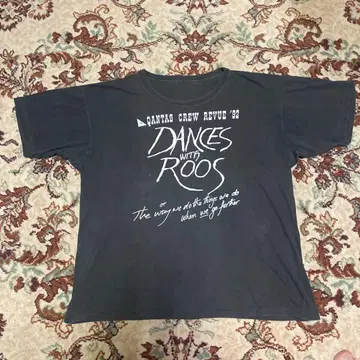 QANTAS CREW REVUE '92
DANCES
WITH
ROOS
or
The way we do the things we do
when we go further